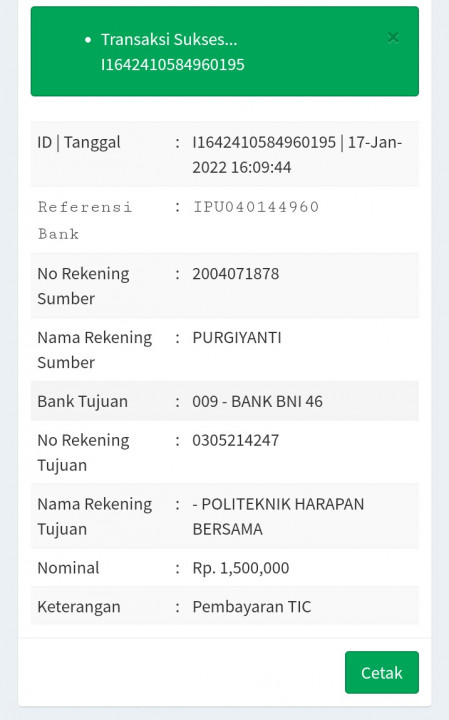 Transaksi Sukses...
I1642410584960195
×
ID | Tanggal : I1642410584960195 | 17-Jan-
2022 16:09:44
Referensi : IPU040144960
Bank
No Rekening : 2004071878
Sumber
Nama Rekening : PURGIYANTI
Sumber
Bank Tujuan : 009 - BANK BNI 46
No Rekening : 0305214247
Tujuan
Nama Rekening : - POLITEKNIK HARAPAN
Tujuan BERSAMA
Nominal : Rp. 1,500,000
Keterangan : Pembayaran TIC
Cetak